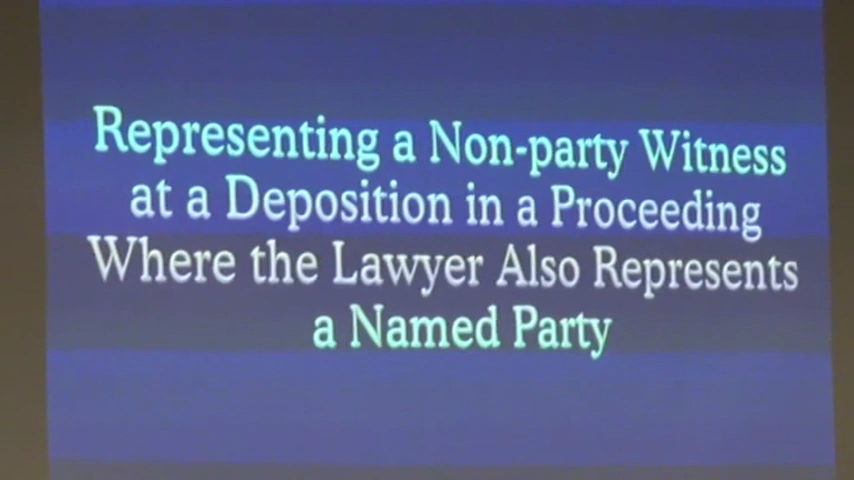 Representing a Non-party Witness
at a Deposition in a Proceeding
Where the Lawyer Also Represents
a Named Party